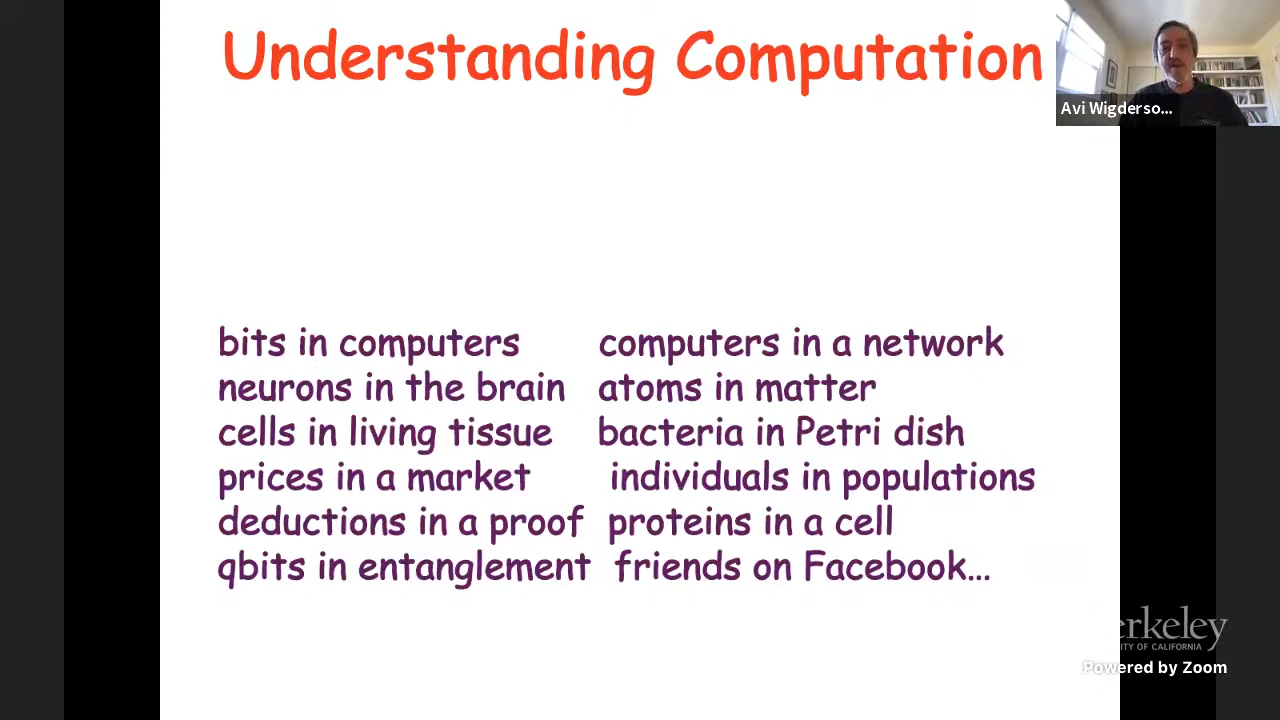 Understanding Computation
Avi Wigderso...
bits in computers computers in a network
neurons in the brain atoms in matter
cells in living tissue bacteria in Petri dish
prices in a market individuals in populations
deductions in a proof proteins in a cell
qbits in entanglement friends on Facebook...
erkeley
ITY OF CALIFORNIA
Powered by Zoom